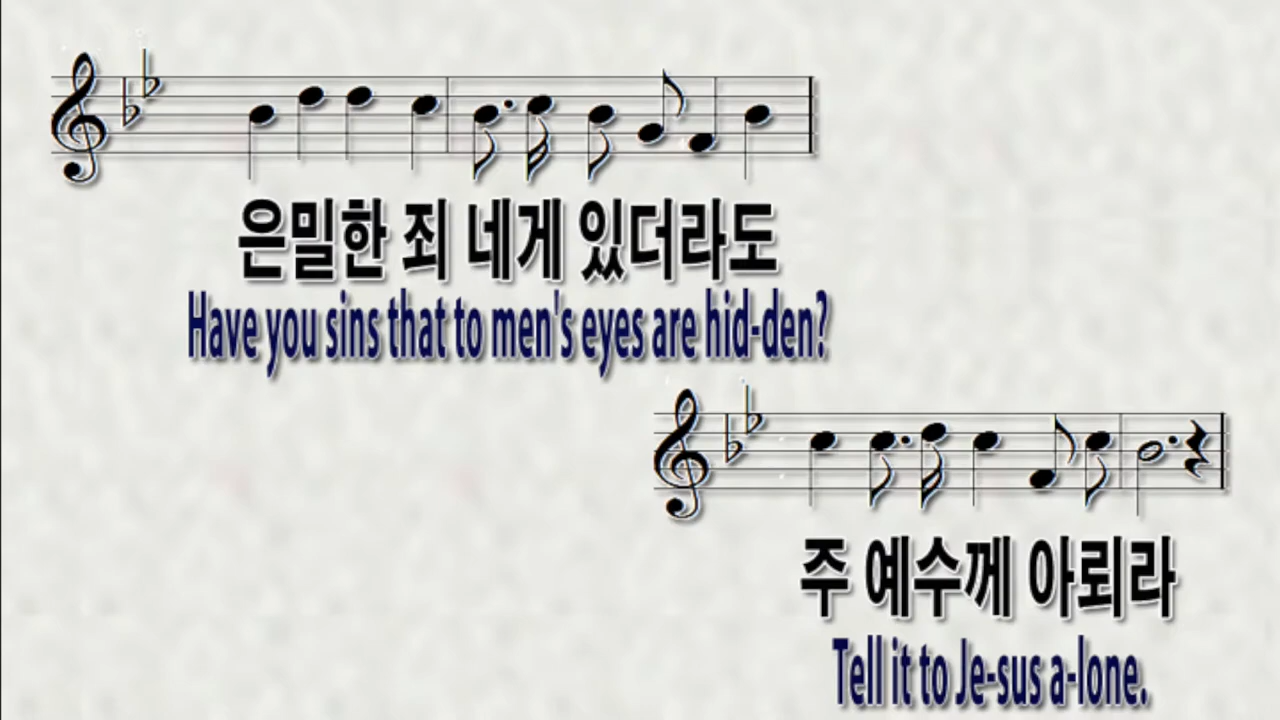 은밀한 죄 네게 있더라도
Have you sins that to men's eyes are hid-den?
주 예수께 아뢰라
Tell it to Je-sus a-lone.